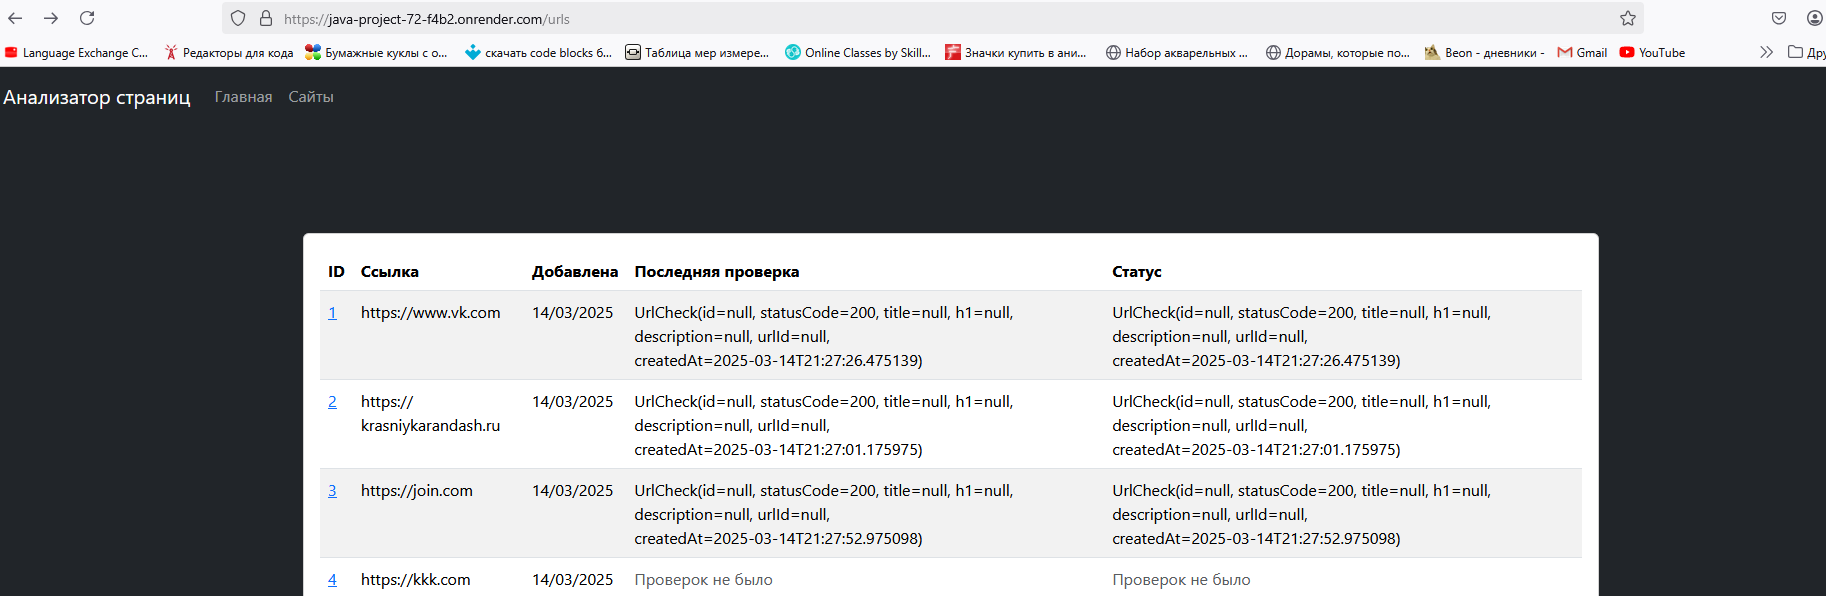 https://java-project-72-f4b2.onrender.com/urls
Language Exchange C... Редакторы для кода Бумажные куклы с о... скачать code blocks б... Таблица мер измере... Online Classes by Skill... Значки купить в ани... Набор акварельных ... Дорамы, которые по... Beon - дневники - Gmail YouTube Дру
Анализатор страниц Главная Сайты
ID Ссылка Добавлена Последняя проверка Статус
1 https://www.vk.com 14/03/2025 UrlCheck(id=null, statusCode=200, title=null, h1=null, UrlCheck(id=null, statusCode=200, title=null, h1=null,
description=null, urlId=null, description=null, urlId=null,
createdAt=2025-03-14T21:27:26.475139) createdAt=2025-03-14T21:27:26.475139)
2 https:// 14/03/2025 UrlCheck(id=null, statusCode=200, title=null, h1=null, UrlCheck(id=null, statusCode=200, title=null, h1=null,
krasniykarandash.ru description=null, urlId=null, description=null, urlId=null,
createdAt=2025-03-14T21:27:01.175975) createdAt=2025-03-14T21:27:01.175975)
3 https://join.com 14/03/2025 UrlCheck(id=null, statusCode=200, title=null, h1=null, UrlCheck(id=null, statusCode=200, title=null, h1=null,
description=null, urlId=null, description=null, urlId=null,
createdAt=2025-03-14T21:27:52.975098) createdAt=2025-03-14T21:27:52.975098)
4 https://kkk.com 14/03/2025 Проверок не было Проверок не было